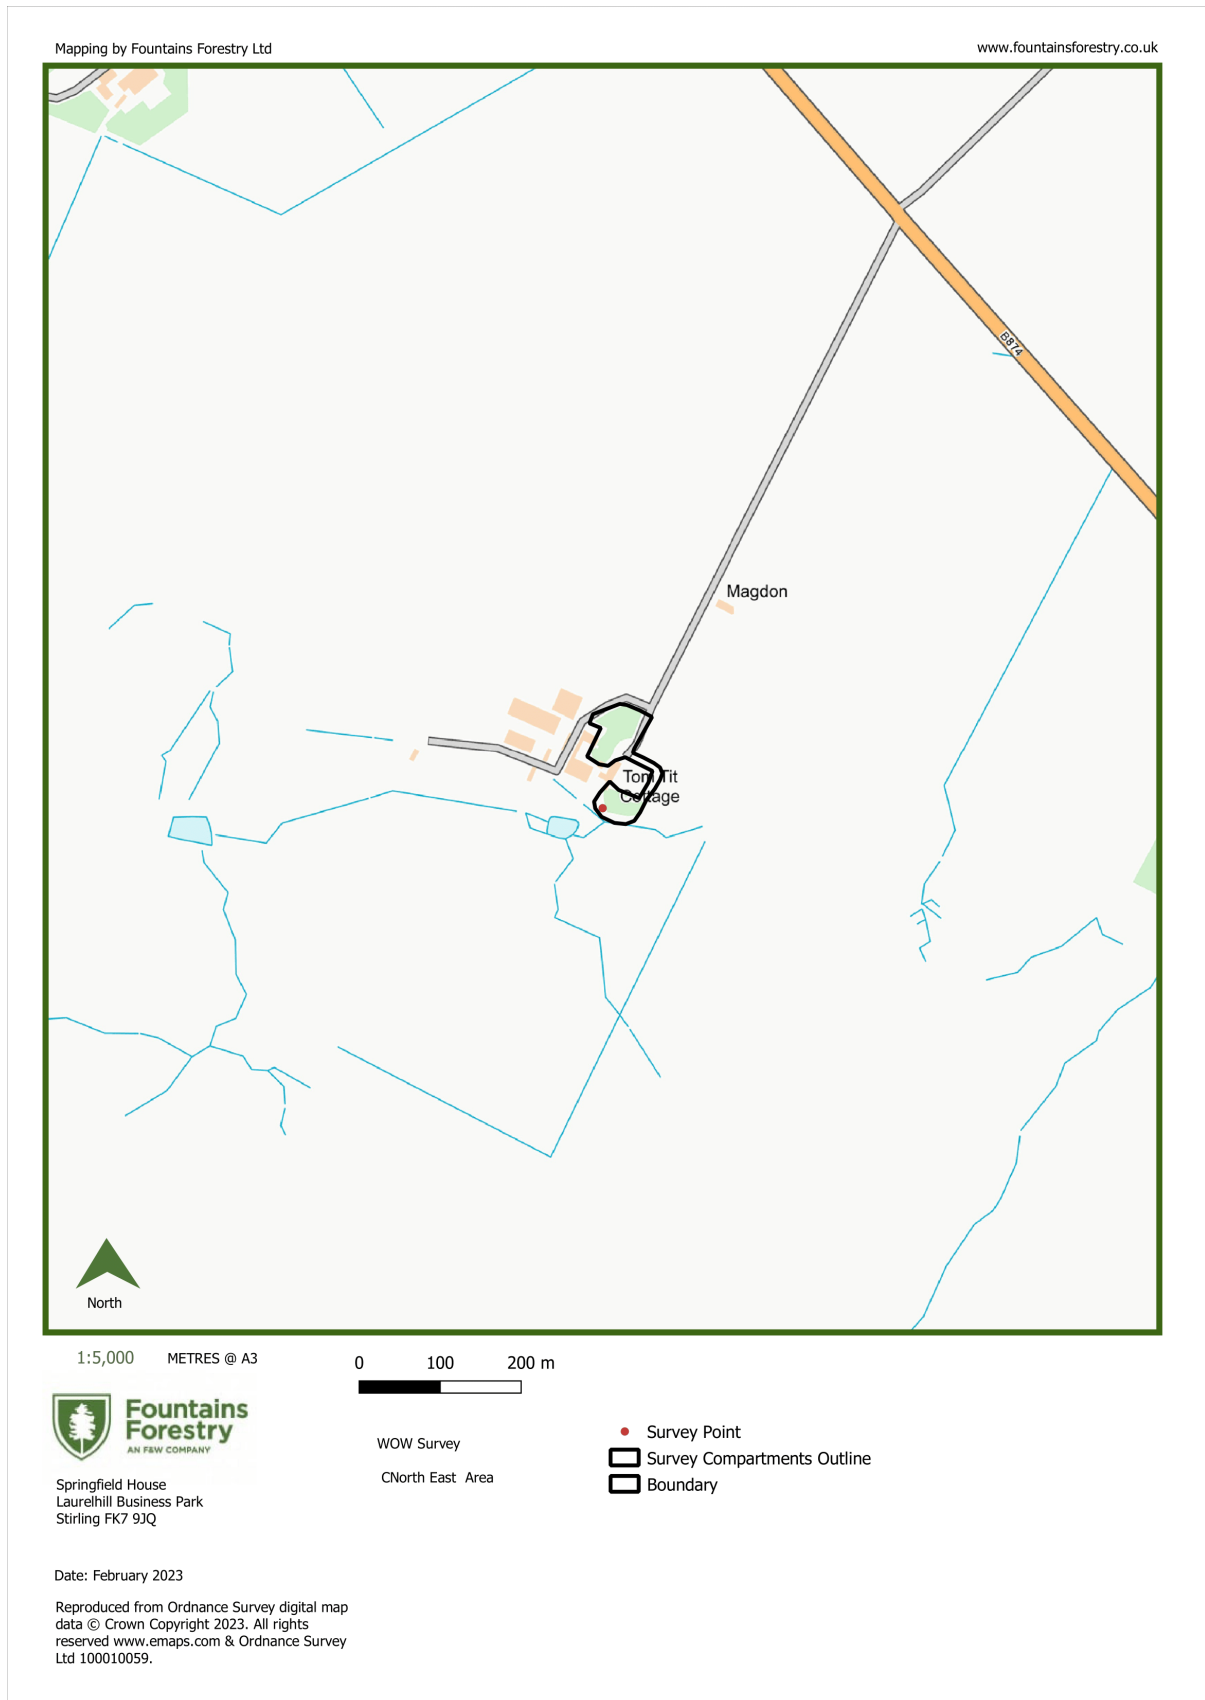 Mapping by Fountains Forestry Ltd
www.fountainsforestry.co.uk
B874
Magdon
Tom Tit
Cottage
North
1:5,000 METRES @ A3
0 100 200 m
Fountains
Forestry
AN F&W COMPANY
WOW Survey
CNorth East Area
Survey Point
Survey Compartments Outline
Boundary
Springfield House
Laurelhill Business Park
Stirling FK7 9JQ
Date: February 2023
Reproduced from Ordnance Survey digital map
data © Crown Copyright 2023. All rights
reserved www.emaps.com & Ordnance Survey
Ltd 100010059.